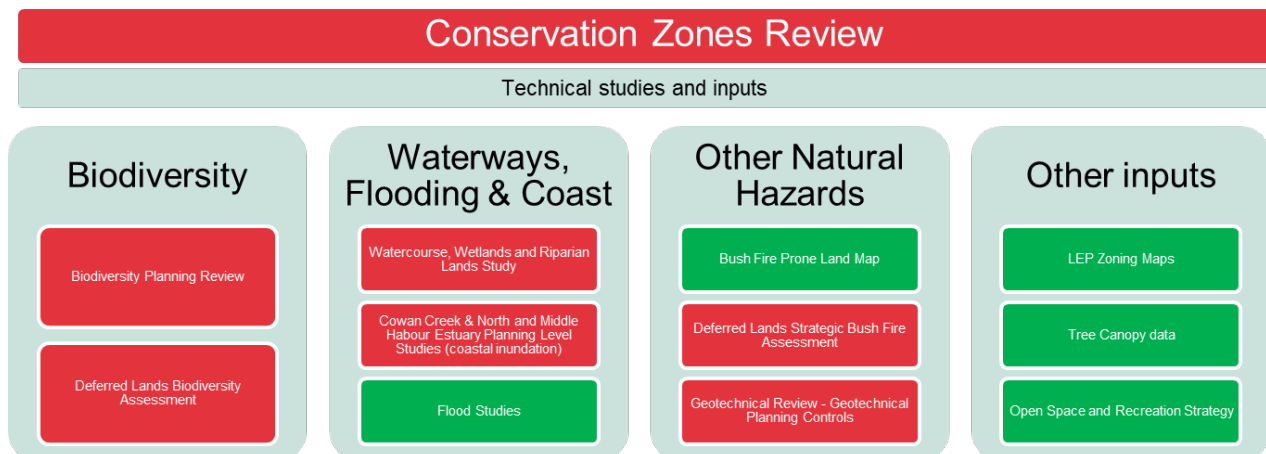 Conservation Zones Review
Technical studies and inputs
Biodiversity
Biodiversity Planning Review
Deferred Lands Biodiversity
Assessment
Waterways,
Flooding & Coast
Watercourse, Wetlands and Riparian
Lands Study
Cowan Creek & North and Middle
Habour Estuary Planning Level
Studies (coastal inundation)
Flood Studies
Other Natural
Hazards
Bush Fire Prone Land Map
Deferred Lands Strategic Bush Fire
Assessment
Geotechnical Review - Geotechnical
Planning Controls
Other inputs
LEP Zoning Maps
Tree Canopy data
Open Space and Recreation Strategy